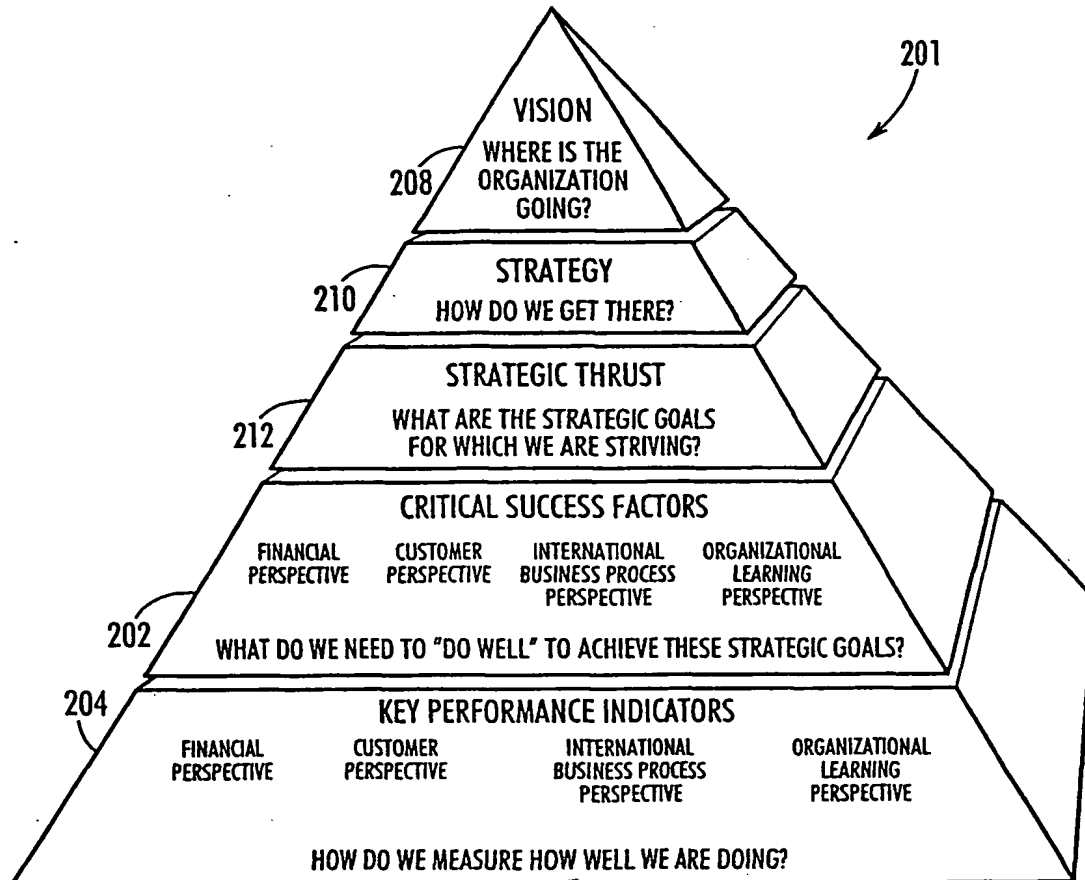 201
VISION
WHERE IS THE
ORGANIZATION
GOING?
208
STRATEGY
HOW DO WE GET THERE?
210
STRATEGIC THRUST
WHAT ARE THE STRATEGIC GOALS
FOR WHICH WE ARE STRIVING?
212
CRITICAL SUCCESS FACTORS
FINANCIAL
PERSPECTIVE
CUSTOMER
PERSPECTIVE
INTERNATIONAL
BUSINESS PROCESS
PERSPECTIVE
ORGANIZATIONAL
LEARNING
PERSPECTIVE
202
WHAT DO WE NEED TO "DO WELL" TO ACHIEVE THESE STRATEGIC GOALS?
204
KEY PERFORMANCE INDICATORS
FINANCIAL
PERSPECTIVE
CUSTOMER
PERSPECTIVE
INTERNATIONAL
BUSINESS PROCESS
PERSPECTIVE
ORGANIZATIONAL
LEARNING
PERSPECTIVE
HOW DO WE MEASURE HOW WELL WE ARE DOING?